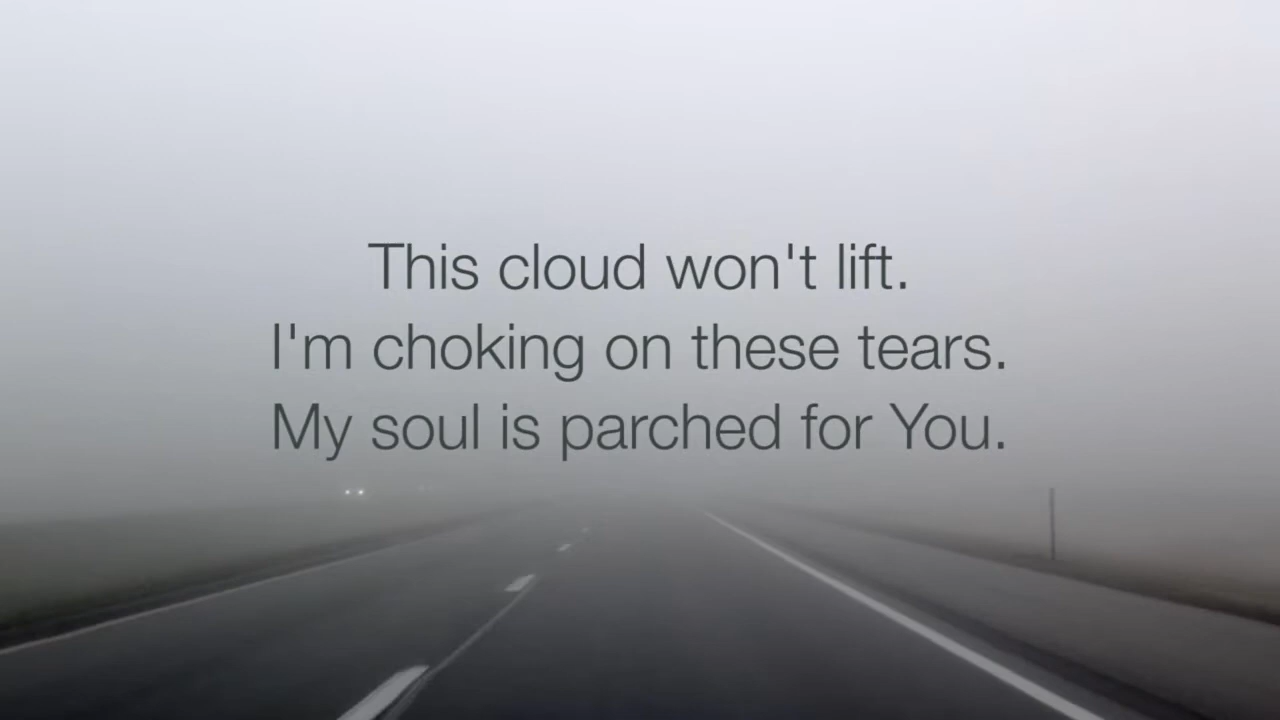 This cloud won't lift.
I'm choking on these tears.
My soul is parched for You.